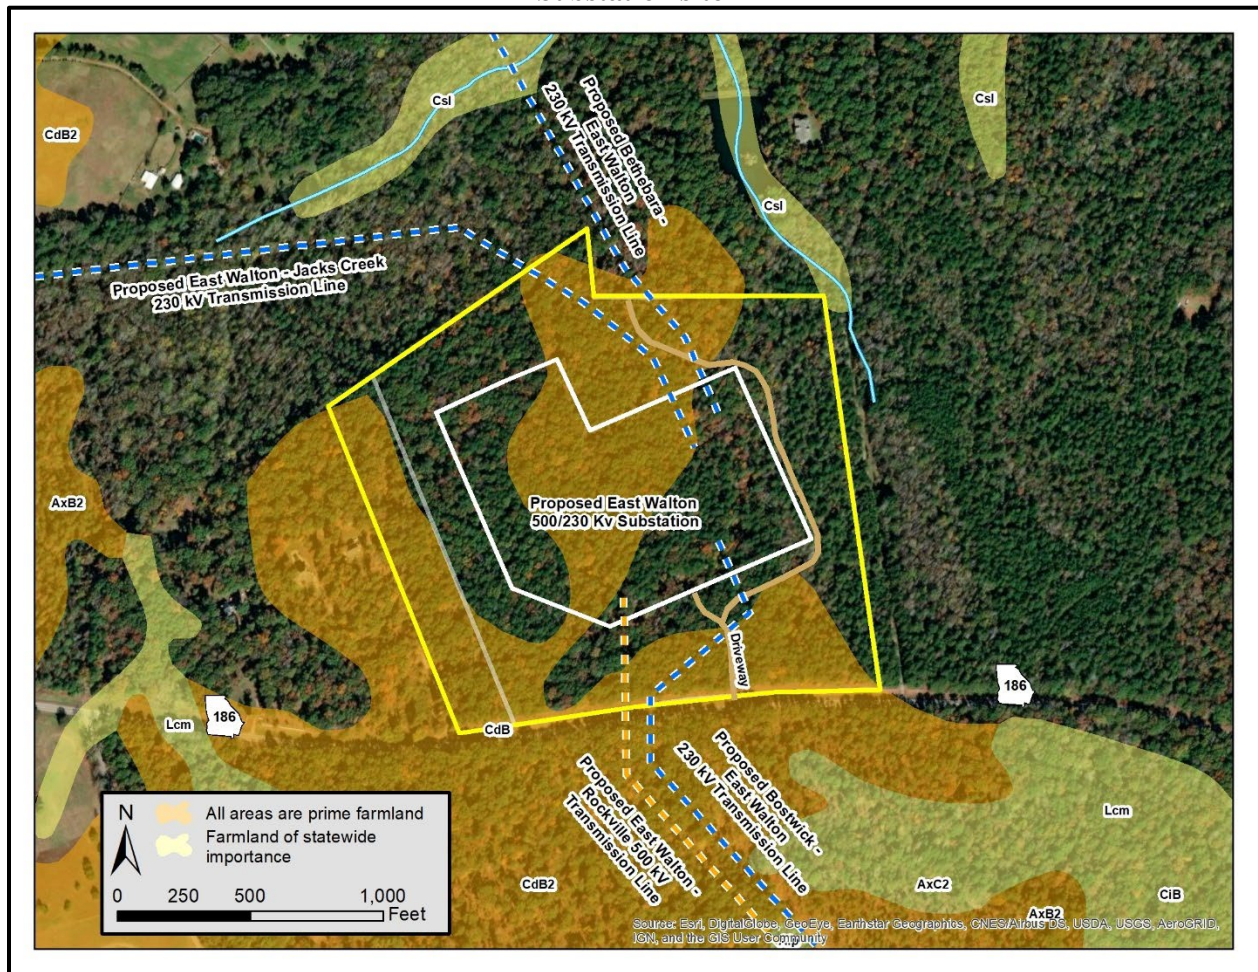 Csl
Csl
CdB2
Proposed Bethebara -
East Walton
230 kV Transmission Line
Csl
Proposed East Walton - Jacks Creek
230 kV Transmission Line
AxB2
Proposed East Walton
500/230 Kv Substation
Driveway
186
186
Lcm
CdB
Proposed Bostwick -
East Walton
230 kV Transmission Line
Proposed East Walton -
Rockville 500 kV
Transmission Line
Lcm
CdB2
AxC2
CiB
AxB2
N
All areas are prime farmland
Farmland of statewide
importance
0 250 500 1,000
Feet
Source: Esri, DigitalGlobe, GeoEye, Earthstar Geographics, CNES/Airbus DS, USDA, USGS, AeroGRID,
IGN, and the GIS User Community